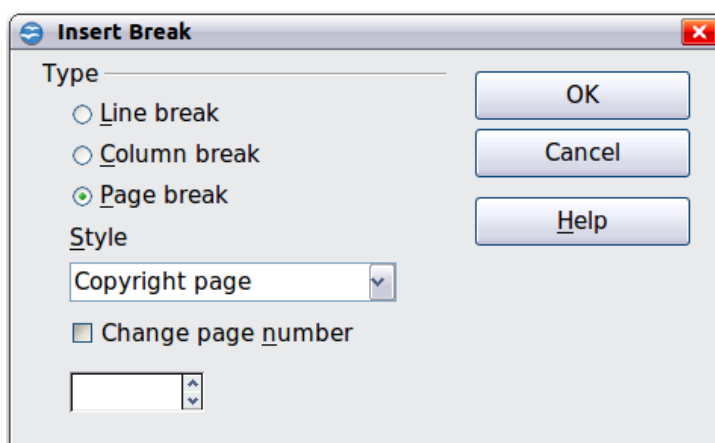 Insert Break
Type
Line break
Column break
Page break
Style
Copyright page
Change page number
OK
Cancel
Help